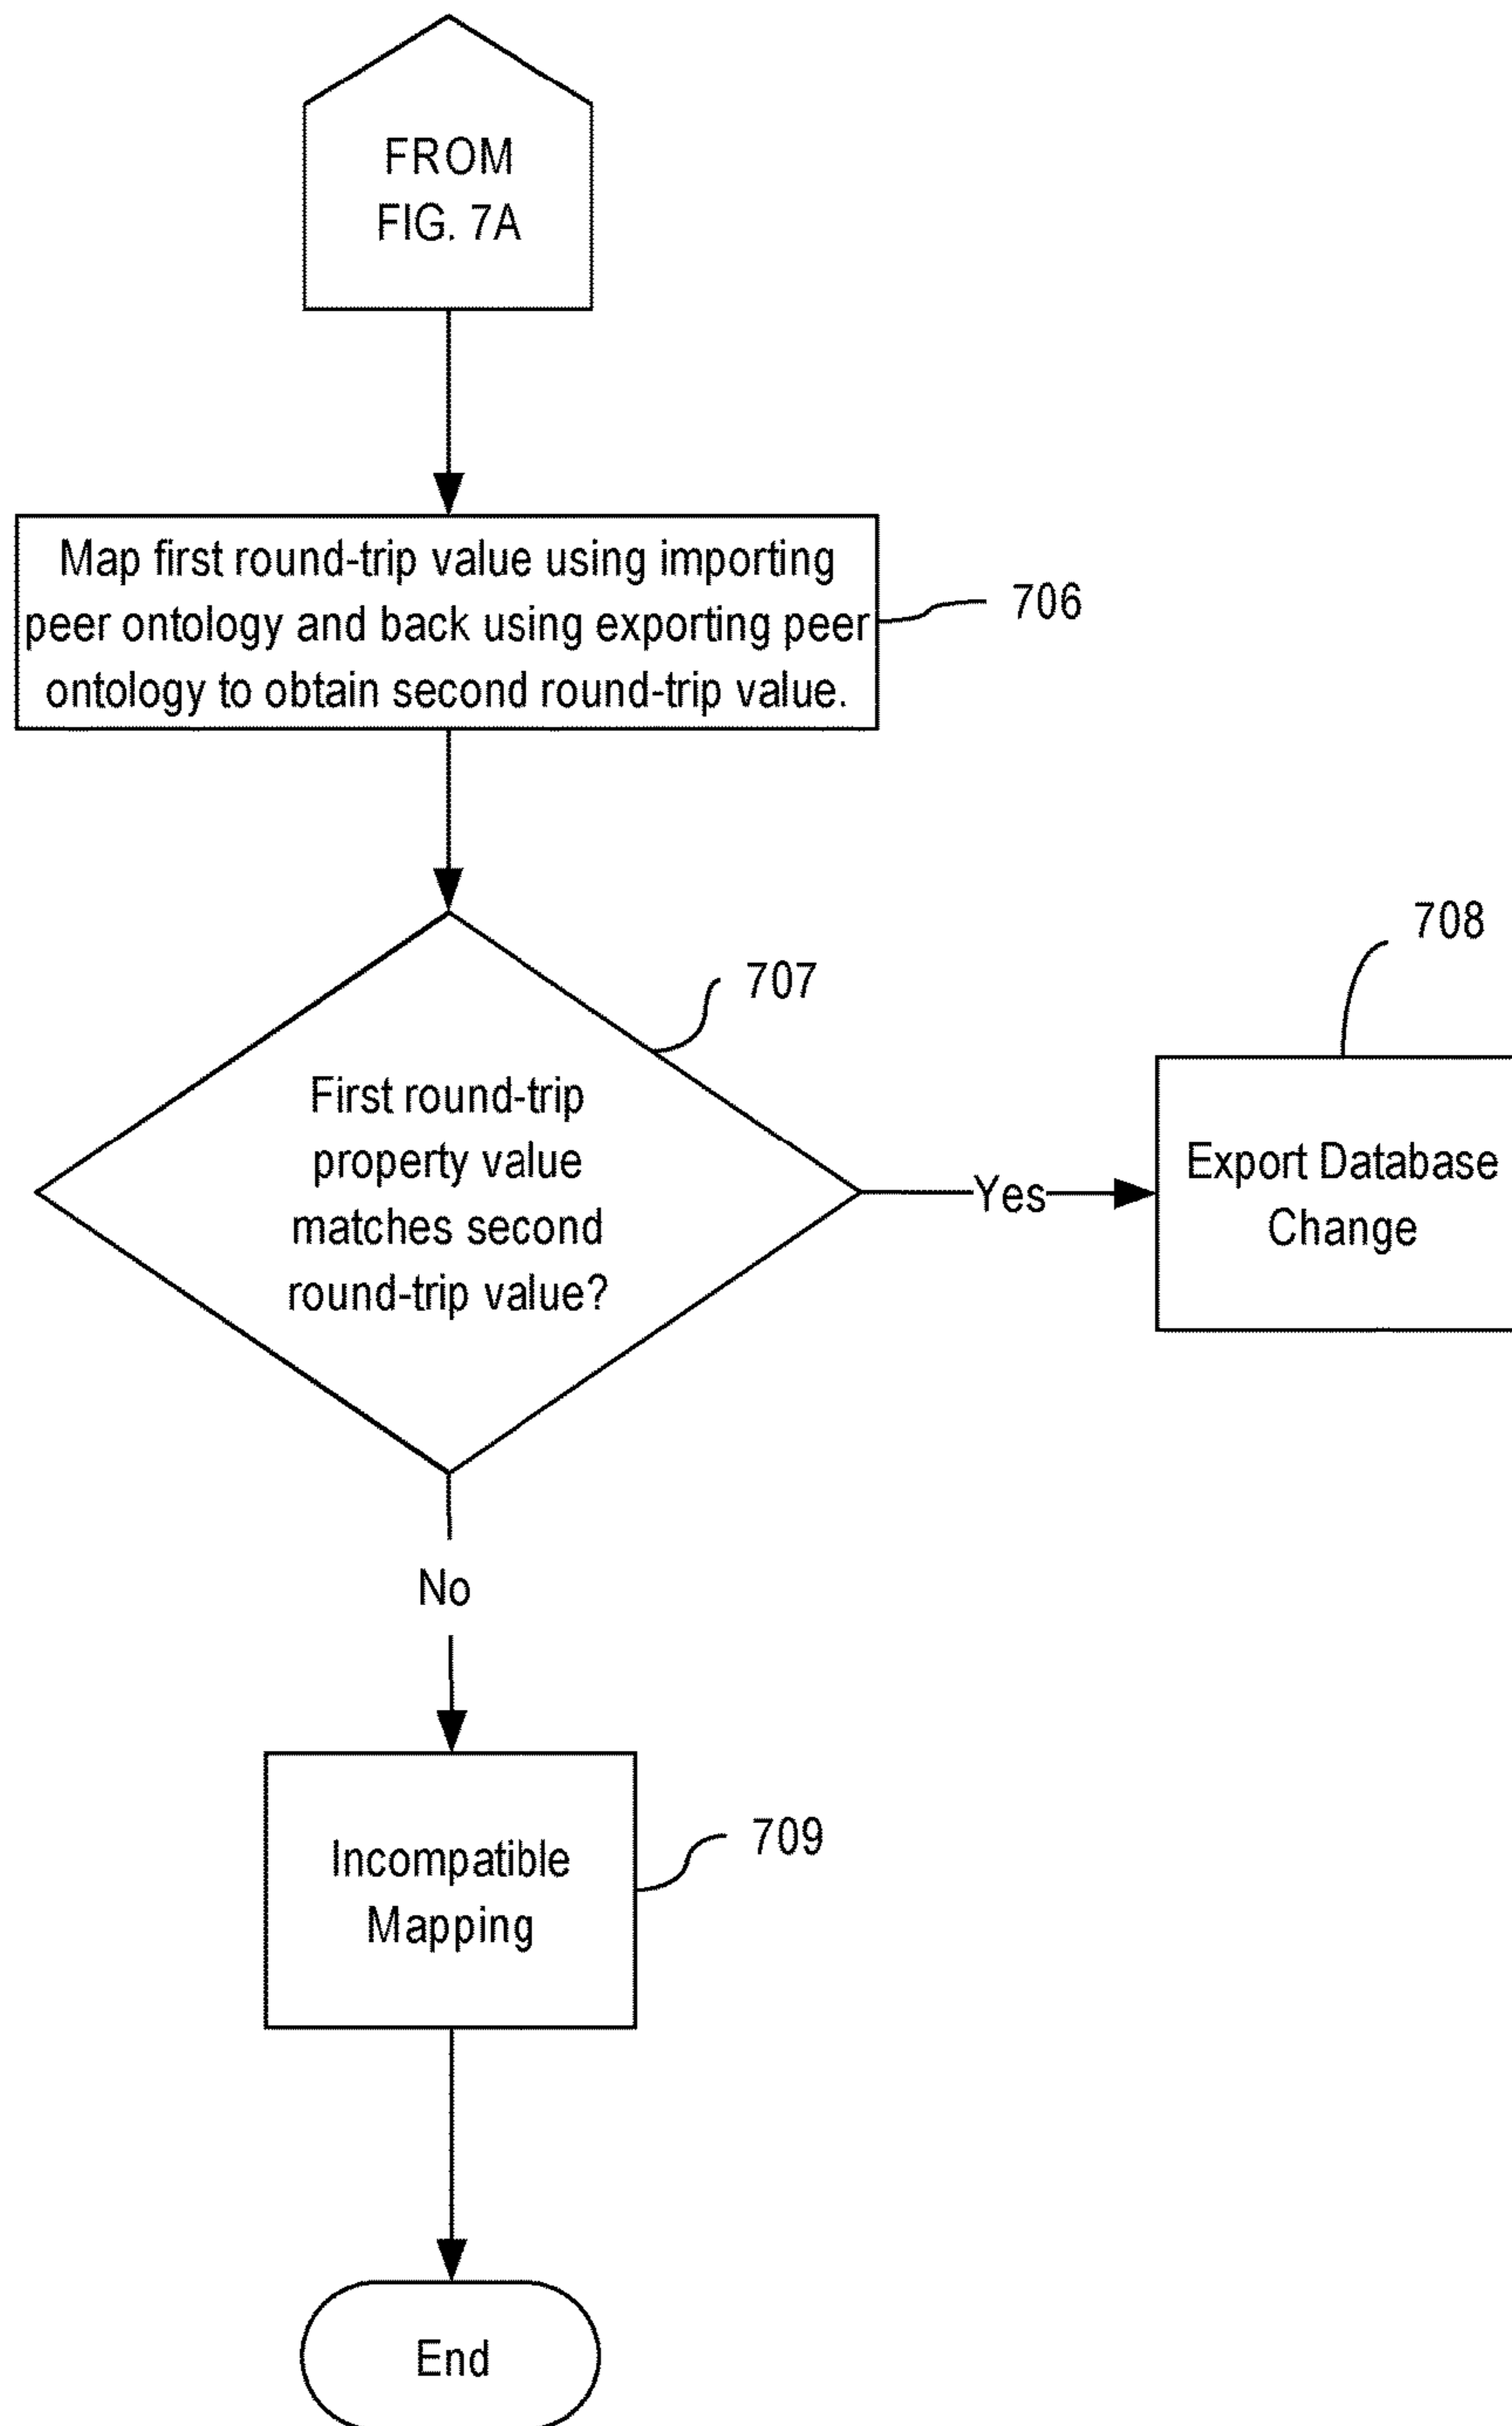 FROM
FIG. 7A
Map first round-trip value using importing
peer ontology and back using exporting peer
ontology to obtain second round-trip value.
706
707
708
First round-trip
property value
matches second
round-trip value?
Yes
Export Database
Change
No
Incompatible
Mapping
709
End